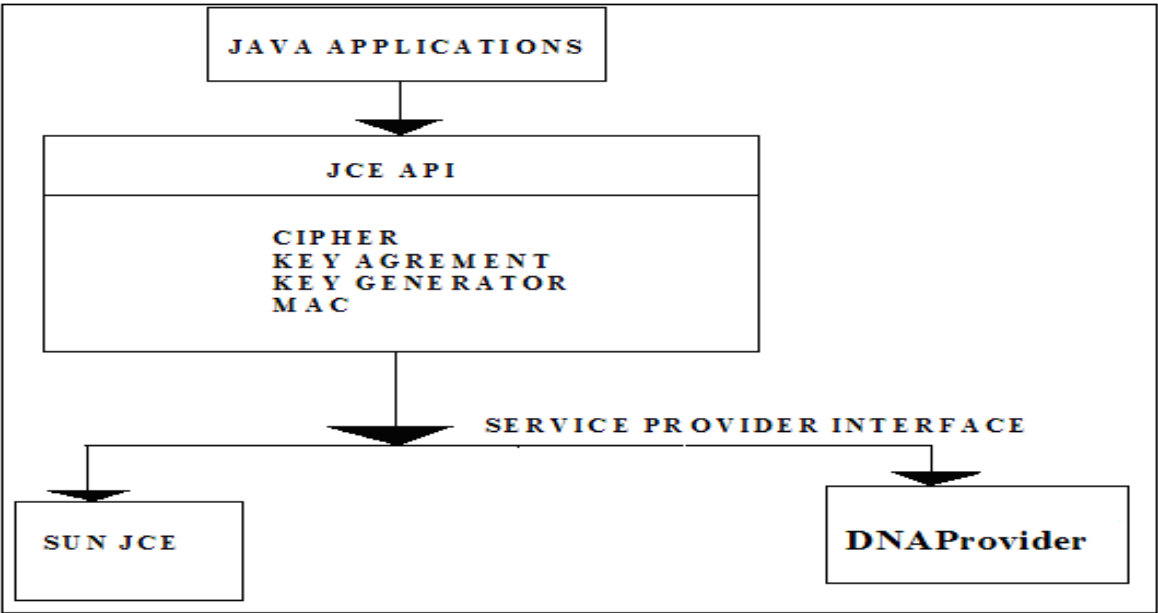 JAVA APPLICATIONS
JCE API
CIPHER
KEY AGREMENT
KEY GENERATOR
MAC
SERVICE PROVIDER INTERFACE
SUN JCE
DNAProvider